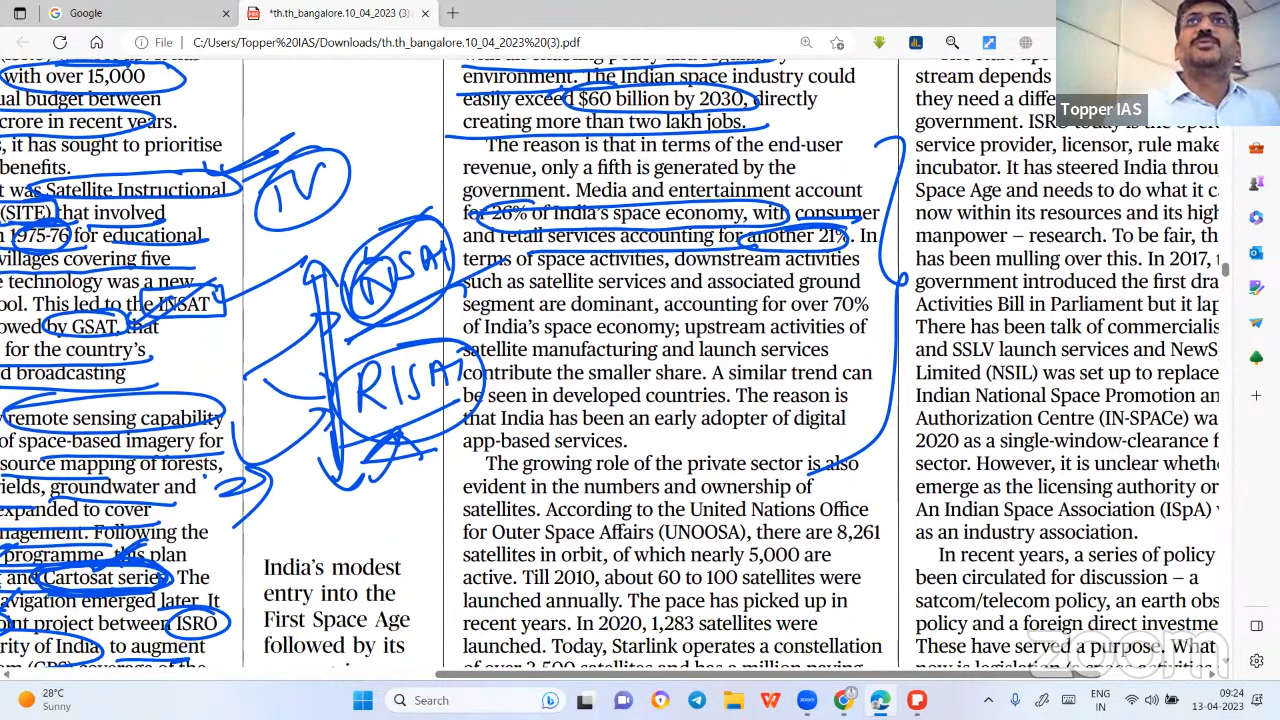 Google
*th.th_bangalore.10_04_2023 (3).
File
C:/Users/Topper%20IAS/Downloads/th.th_bangalore.10_04_2023%20(3).pdf
Topper IAS
with over 15,000
ual budget between
crore in recent years.
, it has sought to prioritise
benefits.
t was Satellite Instructional
(SITE) that involved
n 1975-76 for educational
villages covering five
e technology was a new
ool. This led to the INSAT
owed by GSAT, that
for the country's
d broadcasting
remote sensing capability
of space-based imagery for
source mapping of forests,
ields, groundwater and
expanded to cover
nagement. Following the
programme, this plan
t and Cartosat series. The
avigation emerged later. It
oint project between ISRO
rity of India, to augment
TV
INSAT
RISAT
India's modest
entry into the
First Space Age
followed by its
environment. The Indian space industry could
easily exceed $60 billion by 2030, directly
creating more than two lakh jobs.
The reason is that in terms of the end-user
revenue, only a fifth is generated by the
government. Media and entertainment account
for 26% of India's space economy, with consumer
and retail services accounting for another 21%. In
terms of space activities, downstream activities
such as satellite services and associated ground
segment are dominant, accounting for over 70%
of India's space economy; upstream activities of
satellite manufacturing and launch services
contribute the smaller share. A similar trend can
be seen in developed countries. The reason is
that India has been an early adopter of digital
app-based services.
The growing role of the private sector is also
evident in the numbers and ownership of
satellites. According to the United Nations Office
for Outer Space Affairs (UNOOSA), there are 8,261
satellites in orbit, of which nearly 5,000 are
active. Till 2010, about 60 to 100 satellites were
launched annually. The pace has picked up in
recent years. In 2020, 1,283 satellites were
launched. Today, Starlink operates a constellation
of over 3,500 satellites and has a million paying
stream depends
they need a diffe
government. ISRO today is the oper
service provider, licensor, rule make
incubator. It has steered India throu
Space Age and needs to do what it c
now within its resources and its high
manpower – research. To be fair, th
has been mulling over this. In 2017, t
government introduced the first dra
Activities Bill in Parliament but it lap
There has been talk of commercialis
and SSLV launch services and NewS
Limited (NSIL) was set up to replace
Indian National Space Promotion an
Authorization Centre (IN-SPACe) wa
2020 as a single-window-clearance f
sector. However, it is unclear wheth
emerge as the licensing authority or
An Indian Space Association (ISpA) w
as an industry association.
In recent years, a series of policy
been circulated for discussion – a
satcom/telecom policy, an earth obs
policy and a foreign direct investme
These have served a purpose. What
zoom
28°C
Sunny
Search
ENG
IN
09:24
13-04-2023